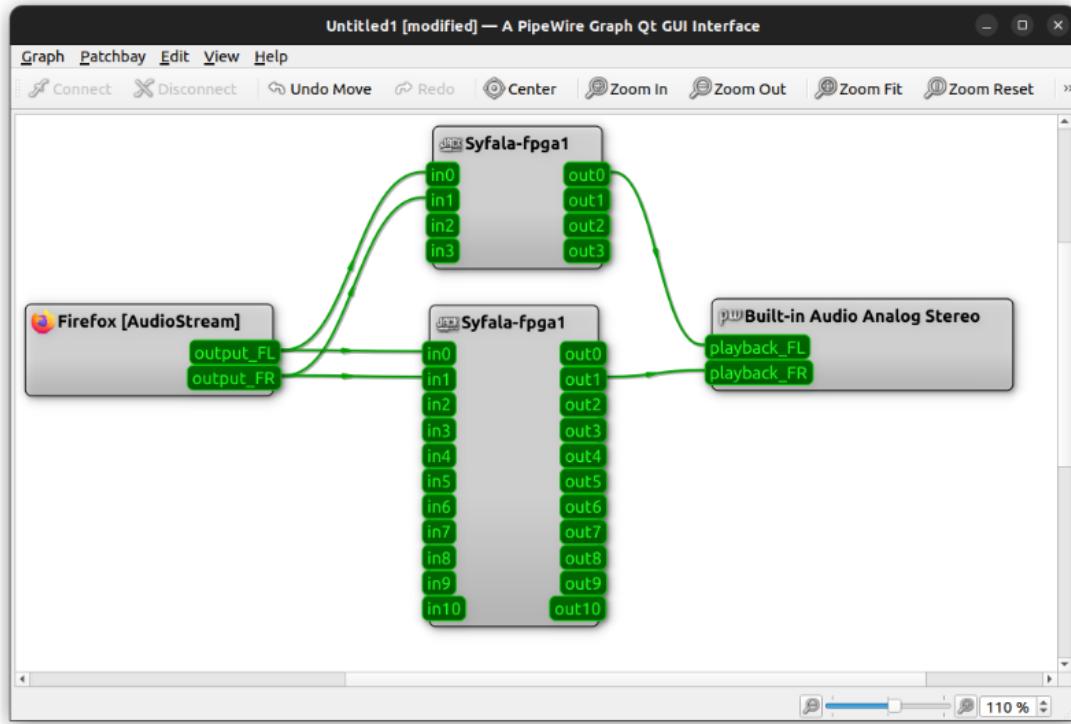 Untitled1 [modified] — A PipeWire Graph Qt GUI Interface
Graph Patchbay Edit View Help
Connect Disconnect Undo Move Redo Center Zoom In Zoom Out Zoom Fit Zoom Reset »
Syfala-fpga1
in0 out0
in1 out1
in2 out2
in3 out3
Firefox [AudioStream]
output_FL
output_FR
Syfala-fpga1
in0 out0
in1 out1
in2 out2
in3 out3
in4 out4
in5 out5
in6 out6
in7 out7
in8 out8
in9 out9
in10 out10
pw Built-in Audio Analog Stereo
playback_FL
playback_FR
110 %